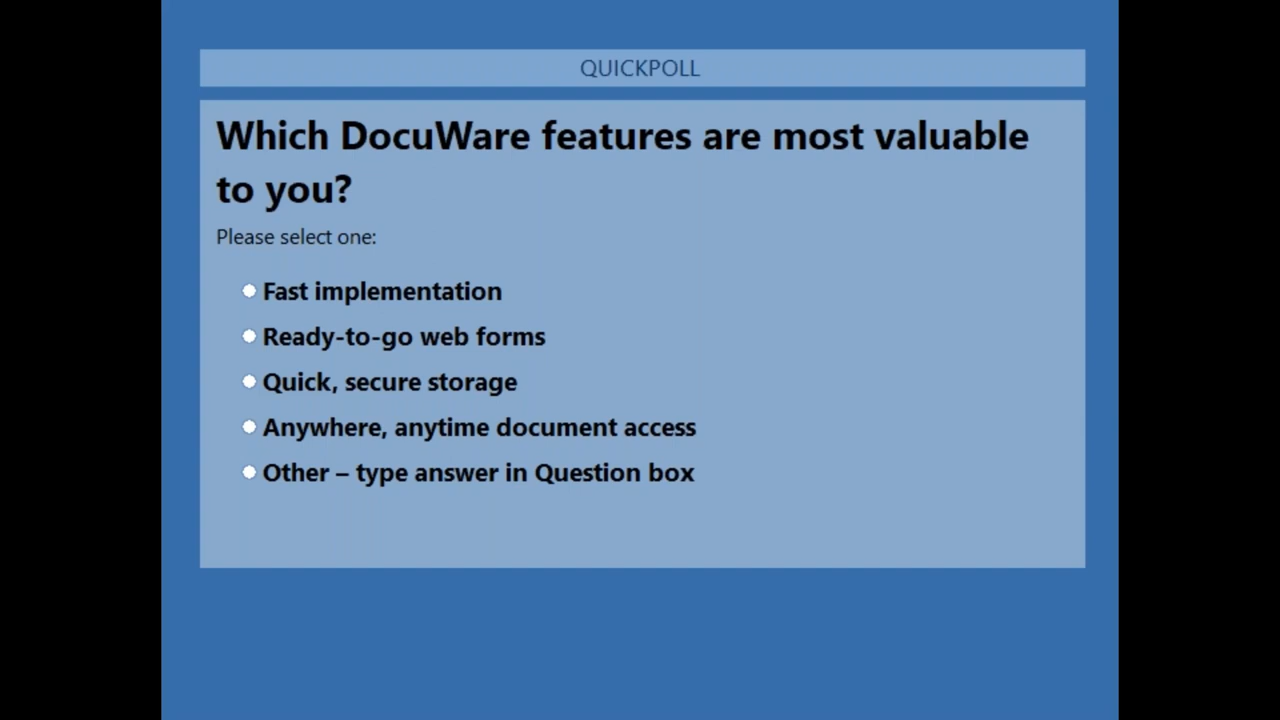 QUICKPOLL
Which DocuWare features are most valuable
to you?
Please select one:
Fast implementation
Ready-to-go web forms
Quick, secure storage
Anywhere, anytime document access
Other – type answer in Question box